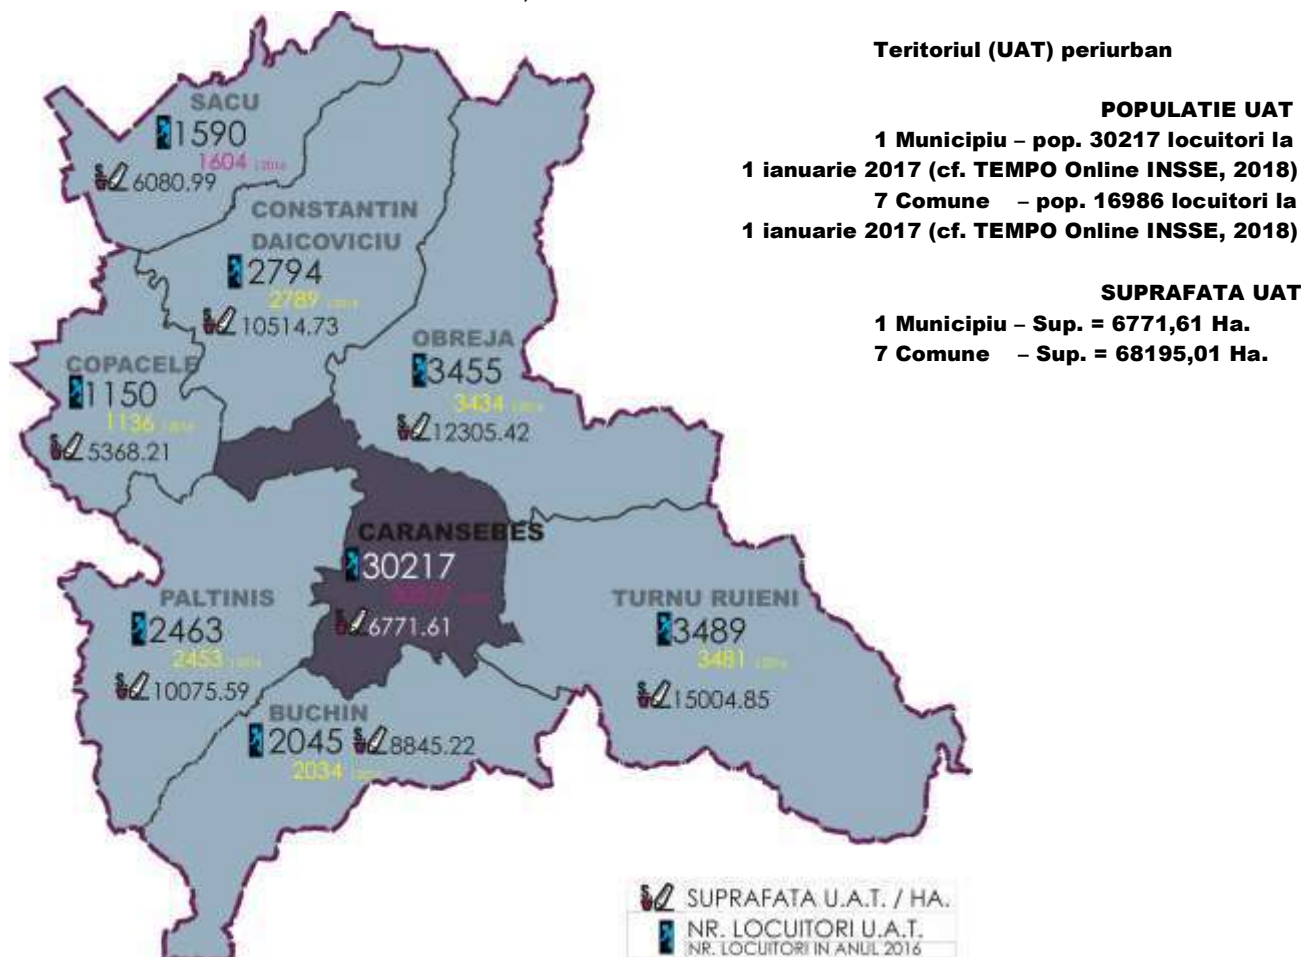 Teritoriul (UAT) periurban
POPULATIE UAT
1 Municipiu – pop. 30217 locuitori la
1 ianuarie 2017 (cf. TEMPO Online INSSE, 2018)
7 Comune – pop. 16986 locuitori la
1 ianuarie 2017 (cf. TEMPO Online INSSE, 2018)
SUPRAFATA UAT
1 Municipiu – Sup. = 6771,61 Ha.
7 Comune – Sup. = 68195,01 Ha.
SACU
1590
1604
S 6080.99
CONSTANTIN
DAICOVICIU
2794
2789
S 10514.73
OBREJA
3455
3434
S 12305.42
COPACELE
1150
1136
S 5368.21
CARANSEBES
30217
S 6771.61
PALTINIS
2463
2453
S 10075.59
TURNU RUIENI
3489
3481
S 15004.85
BUCHIN
2045 S 8845.22
2034
S SUPRAFATA U.A.T. / HA.
NR. LOCUITORI U.A.T.
NR. LOCUITORI IN ANUL 2016